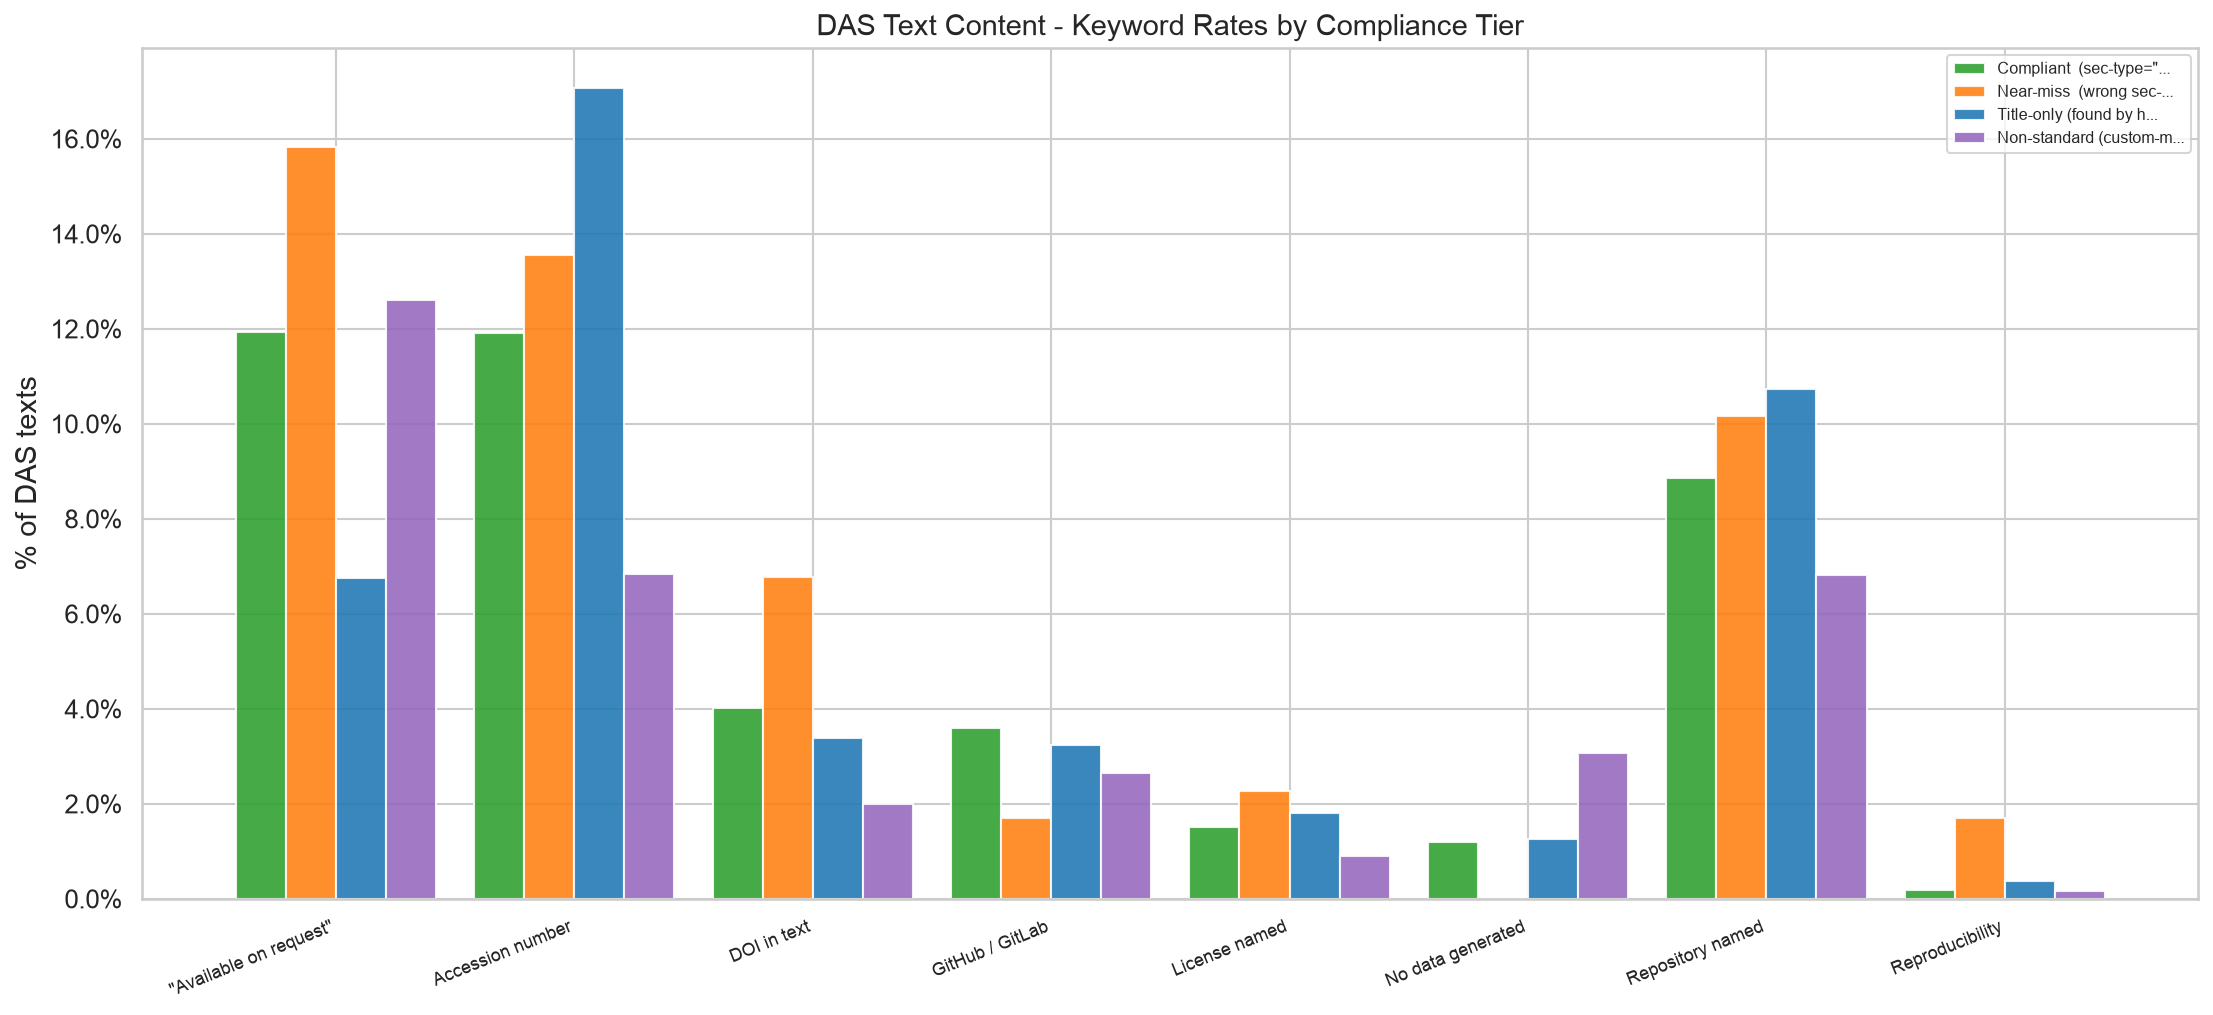 DAS Text Content - Keyword Rates by Compliance Tier
Compliant  (sec-type="...
Near-miss  (wrong sec-...
Title-only (found by h...
Non-standard (custom-m...
% of DAS texts
16.0%
14.0%
12.0%
10.0%
8.0%
6.0%
4.0%
2.0%
0.0%
"Available on request"
Accession number
DOI in text
GitHub / GitLab
License named
No data generated
Repository named
Reproducibility